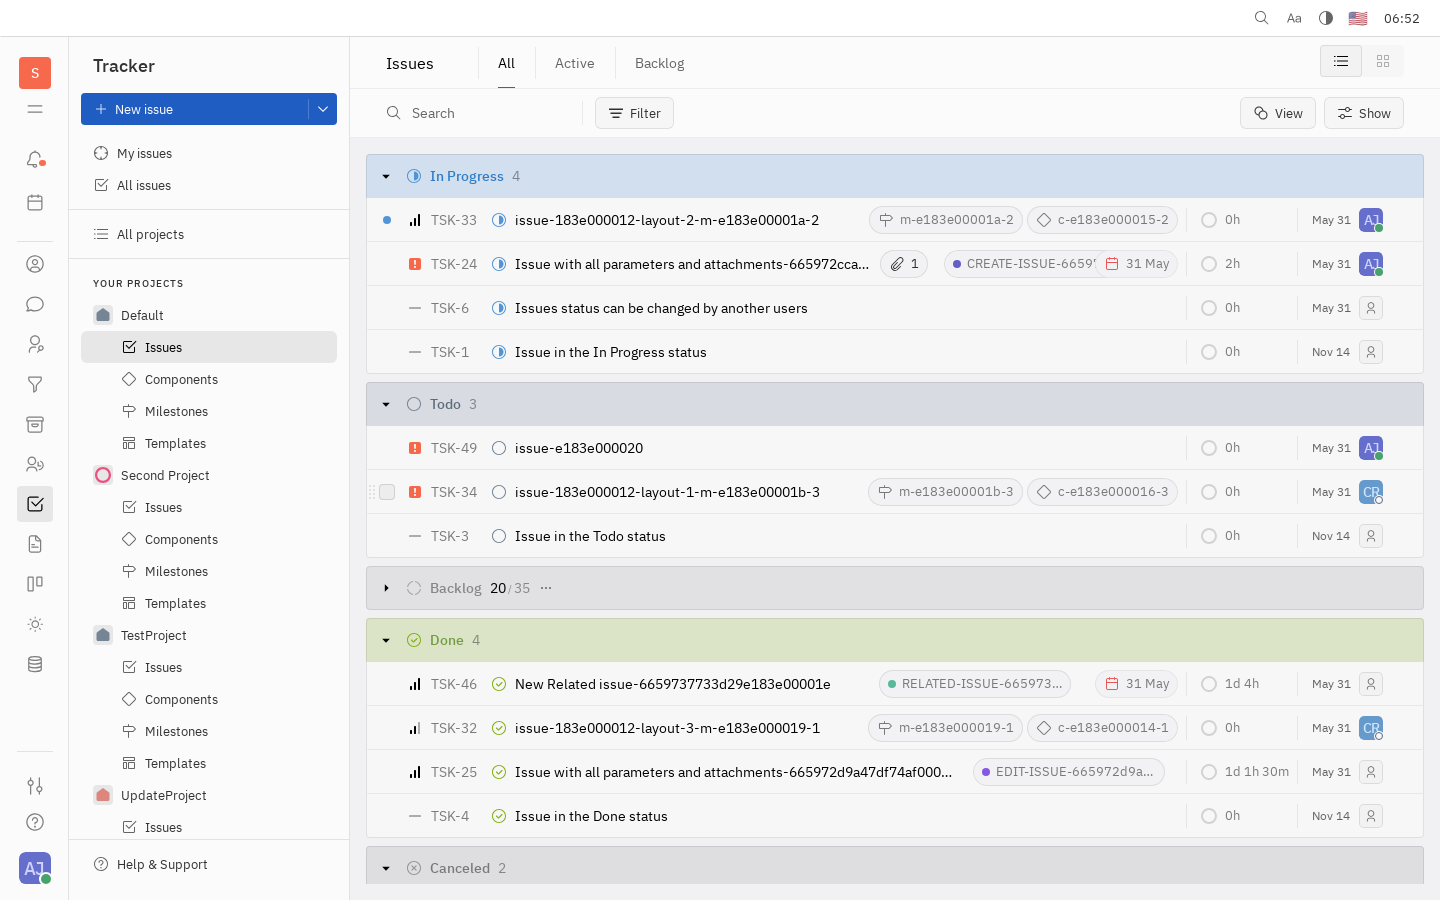 Aa 06:52
S
Tracker
New issue
My issues
All issues
All projects
YOUR PROJECTS
Default
Issues
Components
Milestones
Templates
Second Project
Issues
Components
Milestones
Templates
TestProject
Issues
Components
Milestones
Templates
UpdateProject
Issues
Help & Support
AJ
Issues All Active Backlog
Search Filter View Show
In Progress 4
TSK-33 issue-183e000012-layout-2-m-e183e00001a-2 m-e183e00001a-2 c-e183e000015-2 0h May 31 AJ
TSK-24 Issue with all parameters and attachments-665972cca... 1 CREATE-ISSUE-6659 31 May 2h May 31 AJ
TSK-6 Issues status can be changed by another users 0h May 31
TSK-1 Issue in the In Progress status 0h Nov 14
Todo 3
TSK-49 issue-e183e000020 0h May 31 AJ
TSK-34 issue-183e000012-layout-1-m-e183e00001b-3 m-e183e00001b-3 c-e183e000016-3 0h May 31 CR
TSK-3 Issue in the Todo status 0h Nov 14
Backlog 20/35 ...
Done 4
TSK-46 New Related issue-6659737733d29e183e00001e RELATED-ISSUE-665973... 31 May 1d 4h May 31
TSK-32 issue-183e000012-layout-3-m-e183e000019-1 m-e183e000019-1 c-e183e000014-1 0h May 31 CR
TSK-25 Issue with all parameters and attachments-665972d9a47df74af000... EDIT-ISSUE-665972d9a... 1d 1h 30m May 31
TSK-4 Issue in the Done status 0h Nov 14
Canceled 2